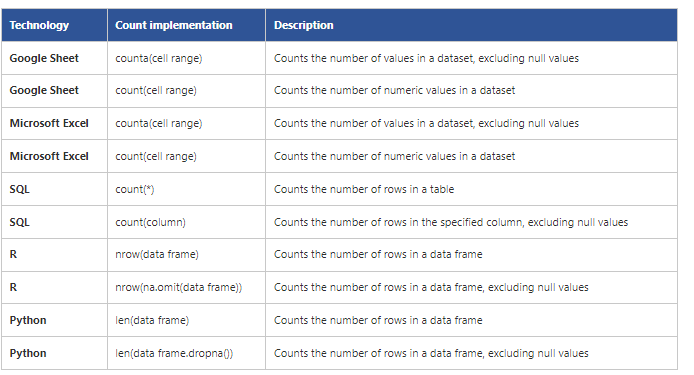 Technology Count implementation Description
Google Sheet counta(cell range) Counts the number of values in a dataset, excluding null values
Google Sheet count(cell range) Counts the number of numeric values in a dataset
Microsoft Excel counta(cell range) Counts the number of values in a dataset, excluding null values
Microsoft Excel count(cell range) Counts the number of numeric values in a dataset
SQL count(*) Counts the number of rows in a table
SQL count(column) Counts the number of rows in the specified column, excluding null values
R nrow(data frame) Counts the number of rows in a data frame
R nrow(na.omit(data frame)) Counts the number of rows in a data frame, excluding null values
Python len(data frame) Counts the number of rows in a data frame
Python len(data frame.dropna()) Counts the number of rows in a data frame, excluding null values